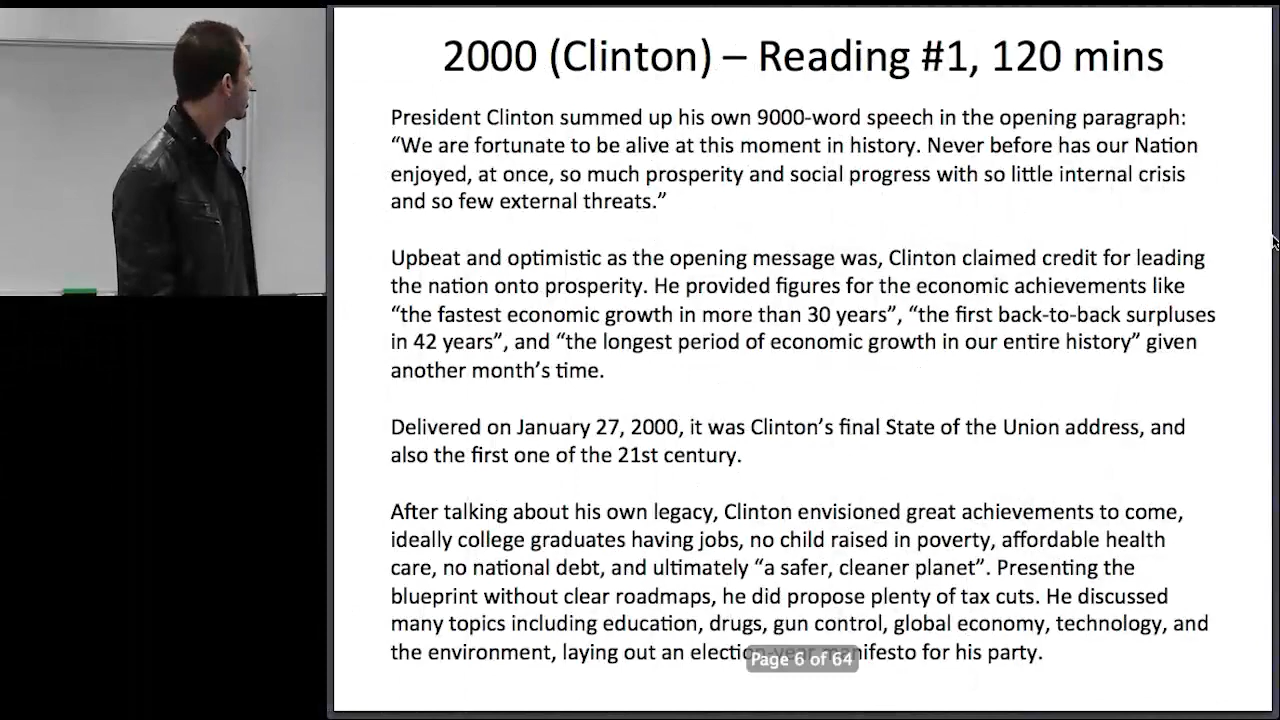 2000 (Clinton) – Reading #1, 120 mins
President Clinton summed up his own 9000-word speech in the opening paragraph:
“We are fortunate to be alive at this moment in history. Never before has our Nation
enjoyed, at once, so much prosperity and social progress with so little internal crisis
and so few external threats.”
Upbeat and optimistic as the opening message was, Clinton claimed credit for leading
the nation onto prosperity. He provided figures for the economic achievements like
“the fastest economic growth in more than 30 years”, “the first back-to-back surpluses
in 42 years”, and “the longest period of economic growth in our entire history” given
another month’s time.
Delivered on January 27, 2000, it was Clinton’s final State of the Union address, and
also the first one of the 21st century.
After talking about his own legacy, Clinton envisioned great achievements to come,
ideally college graduates having jobs, no child raised in poverty, affordable health
care, no national debt, and ultimately “a safer, cleaner planet”. Presenting the
blueprint without clear roadmaps, he did propose plenty of tax cuts. He discussed
many topics including education, drugs, gun control, global economy, technology, and
the environment, laying out an election-year manifesto for his party.
Page 6 of 64